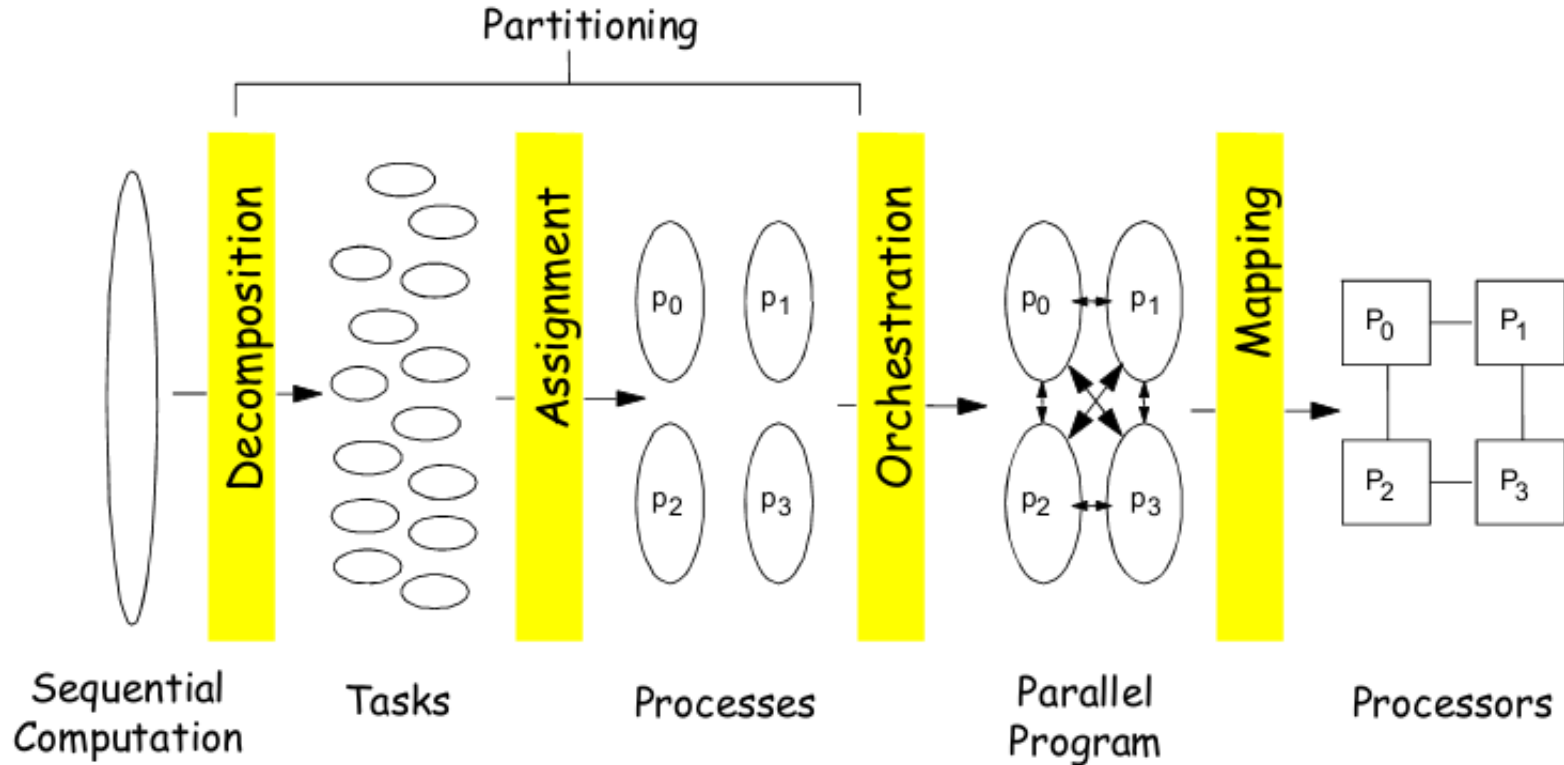 Partitioning
Decomposition
Assignment
Orchestration
Mapping
p0 p1
p2 p3
p0 p1
p2 p3
P0 P1
P2 P3
Sequential
Computation
Tasks
Processes
Parallel
Program
Processors